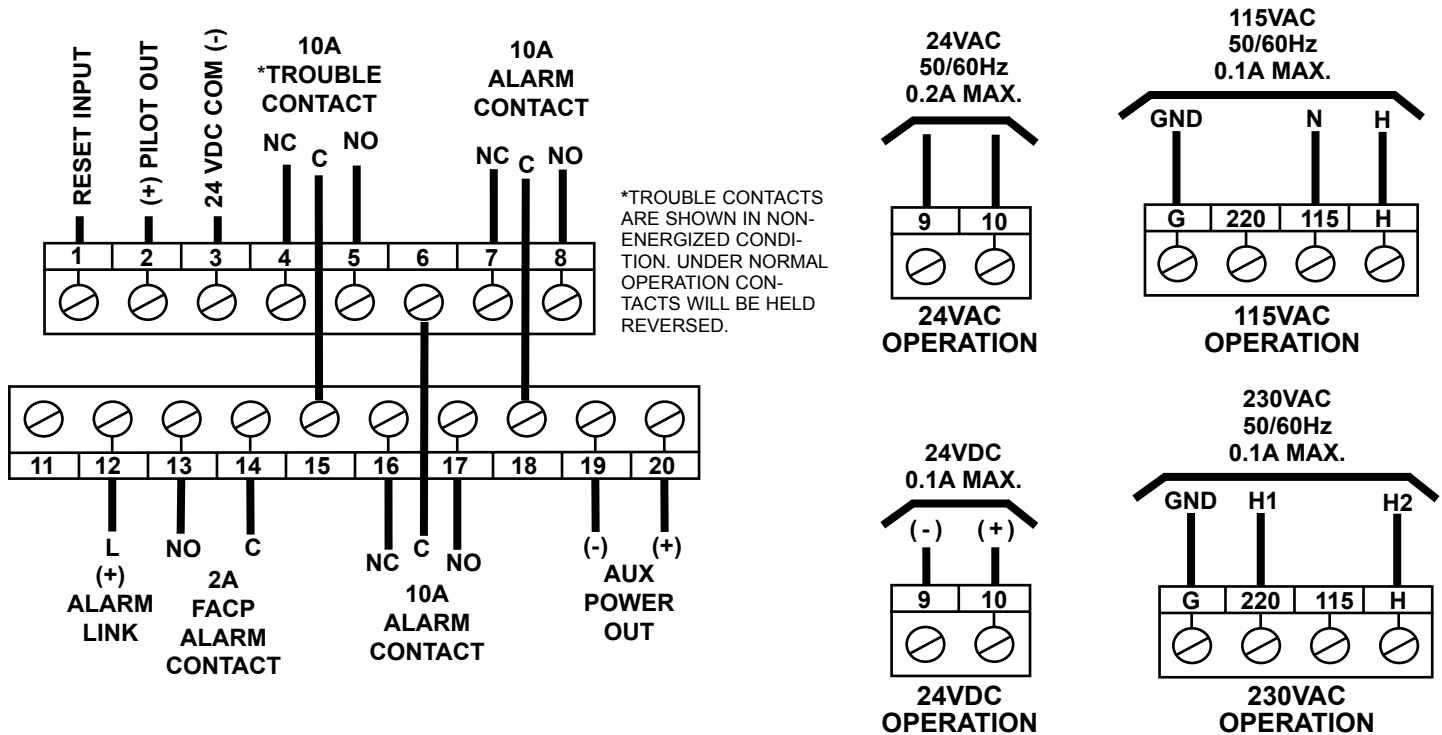 RESET INPUT
(+) PILOT OUT
24 VDC COM (-)
10A
*TROUBLE
CONTACT
NC C NO
10A
ALARM
CONTACT
NC C NO
1 2 3 4 5 6 7 8
*TROUBLE CONTACTS
ARE SHOWN IN NON-
ENERGIZED CONDI-
TION. UNDER NORMAL
OPERATION CON-
TACTS WILL BE HELD
REVERSED.
11 12 13 14 15 16 17 18 19 20
L
(+)
ALARM
LINK
NO C
2A
FACP
ALARM
CONTACT
NC C NO
10A
ALARM
CONTACT
(-) (+)
AUX
POWER
OUT
24VAC
50/60Hz
0.2A MAX.
9 10
24VAC
OPERATION
115VAC
50/60Hz
0.1A MAX.
GND N H
G 220 115 H
115VAC
OPERATION
24VDC
0.1A MAX.
(-) (+)
9 10
24VDC
OPERATION
230VAC
50/60Hz
0.1A MAX.
GND H1 H2
G 220 115 H
230VAC
OPERATION